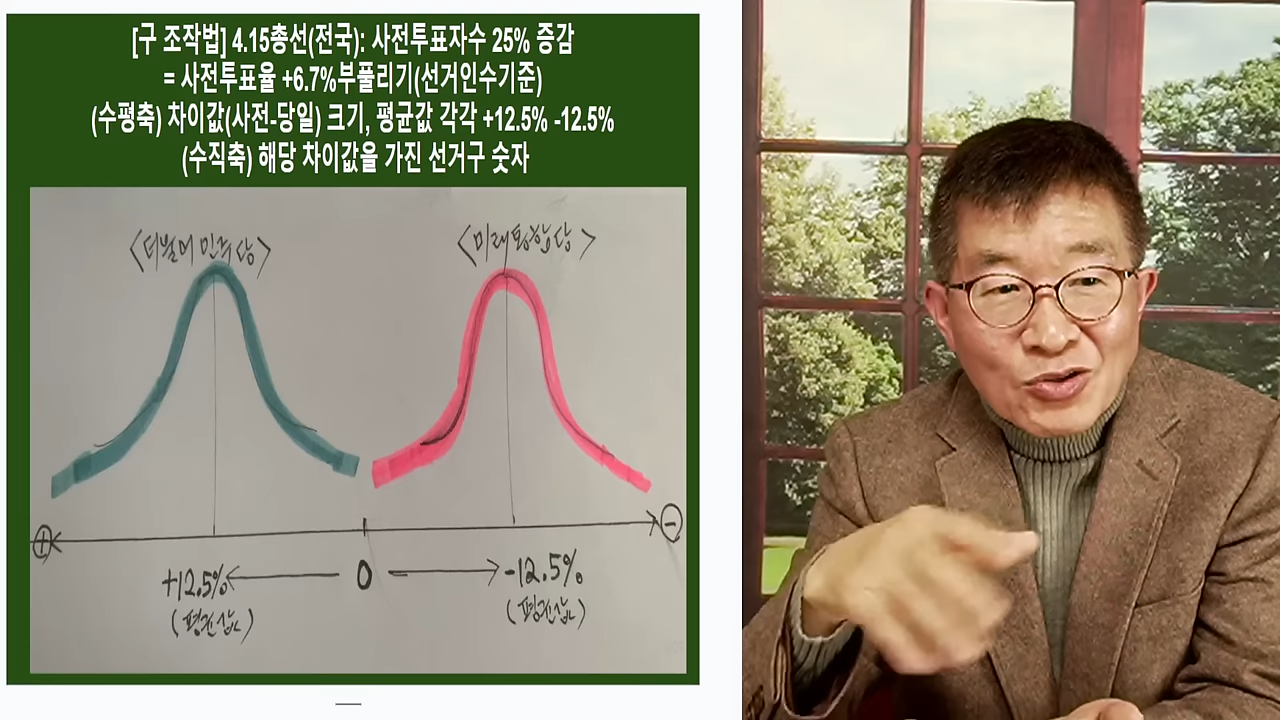 [구 조작법] 4.15총선(전국): 사전투표자수 25% 증감
= 사전투표율 +6.7%부풀리기(선거인수기준)
(수평축) 차이값(사전-당일) 크기, 평균값 각각 +12.5% -12.5%
(수직축) 해당 차이값을 가진 선거구 숫자
<더불어민주당> <미래통합당>
+ -
+12.5% 0 -12.5%
(평균값) (평균값)